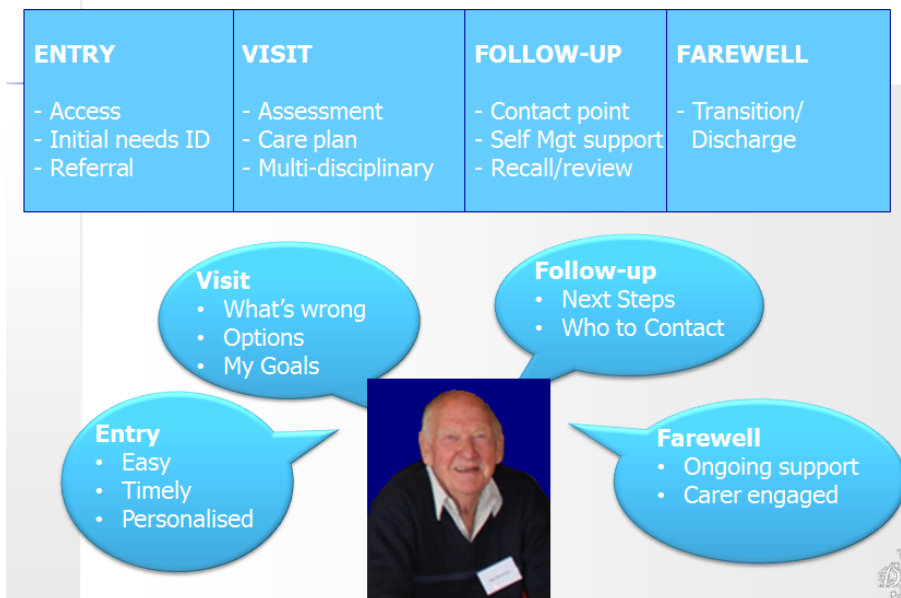 ENTRY
- Access
- Initial needs ID
- Referral
VISIT
- Assessment
- Care plan
- Multi-disciplinary
FOLLOW-UP
- Contact point
- Self Mgt support
- Recall/review
FAREWELL
- Transition/
Discharge
Visit
• What's wrong
• Options
• My Goals
Follow-up
• Next Steps
• Who to Contact
Entry
• Easy
• Timely
• Personalised
Farewell
• Ongoing support
• Carer engaged